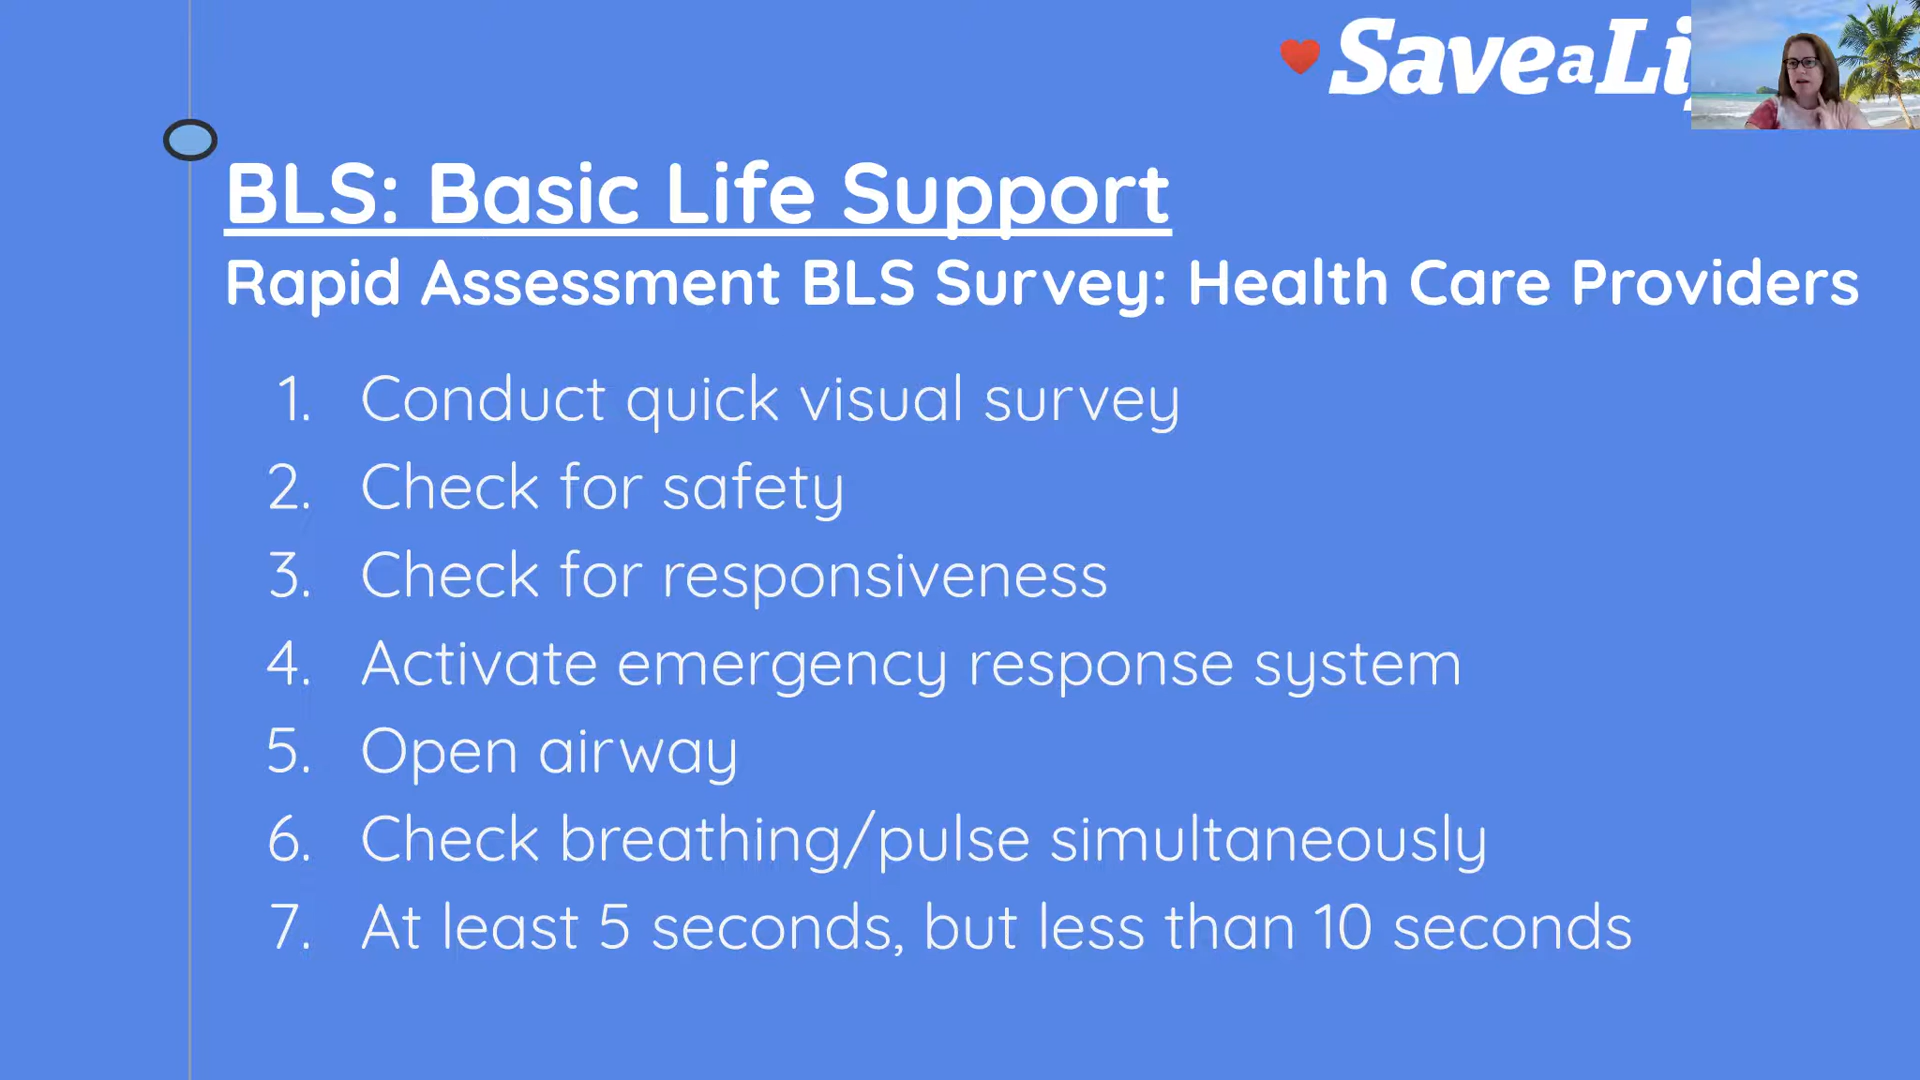 SaveaLi
BLS: Basic Life Support
Rapid Assessment BLS Survey: Health Care Providers
1. Conduct quick visual survey
2. Check for safety
3. Check for responsiveness
4. Activate emergency response system
5. Open airway
6. Check breathing/pulse simultaneously
7. At least 5 seconds, but less than 10 seconds